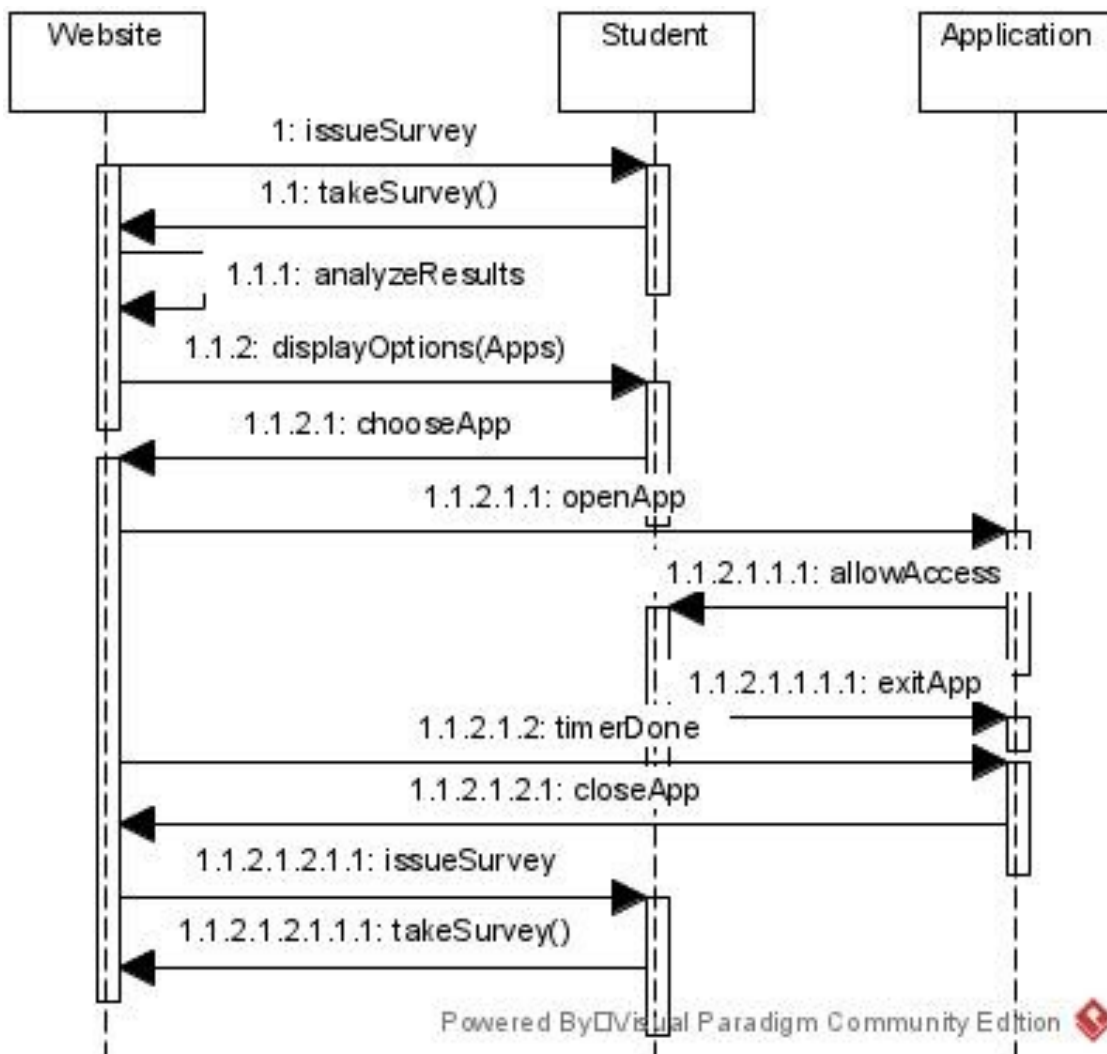 Website
Student
Application
1: issueSurvey
1.1: takeSurvey()
1.1.1: analyzeResults
1.1.2: displayOptions(Apps)
1.1.2.1: chooseApp
1.1.2.1.1: openApp
1.1.2.1.1.1: allowAccess
1.1.2.1.1.1.1: exitApp
1.1.2.1.2: timerDone
1.1.2.1.2.1: closeApp
1.1.2.1.2.1.1: issueSurvey
1.1.2.1.2.1.1.1: takeSurvey()
Powered By□Visual Paradigm Community Edition